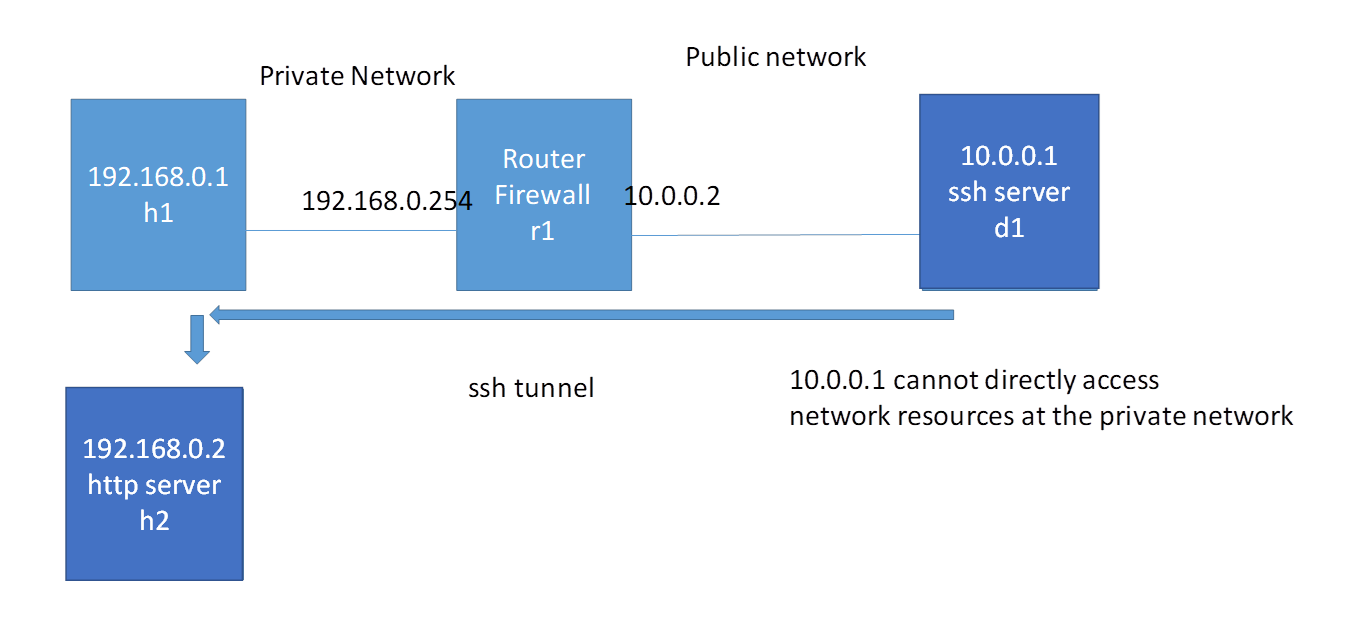 Private Network
Public network
192.168.0.1
h1
192.168.0.254
Router
Firewall
r1
10.0.0.2
10.0.0.1
ssh server
d1
ssh tunnel
10.0.0.1 cannot directly access
network resources at the private network
192.168.0.2
http server
h2